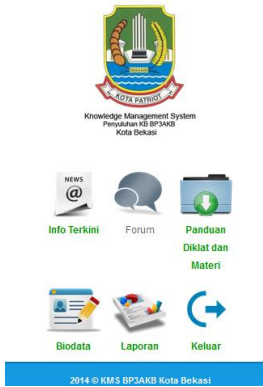 KOTA PATRIOT
Knowledge Management System
Penyuluhan KB BP3AKB
Kota Bekasi
NEWS
@
Info Terkini
Forum
Panduan
Diklat dan
Materi
Biodata
Laporan
Keluar
2014 © KMS BP3AKB Kota Bekasi